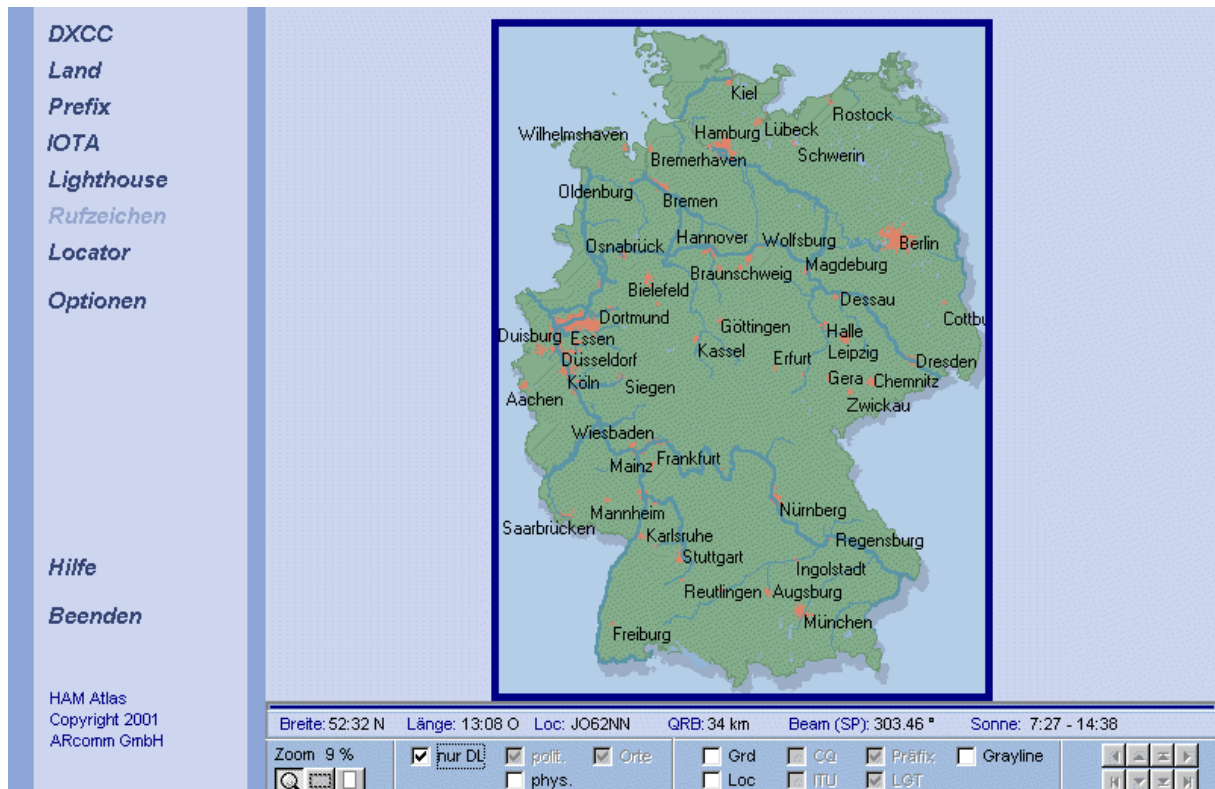 DXCC
Land
Prefix
IOTA
Lighthouse
Rufzeichen
Locator
Optionen
Hilfe
Beenden
HAM Atlas
Copyright 2001
ARcomm GmbH
Kiel
Rostock
Wilhelmshaven
Hamburg
Lübeck
Schwerin
Bremerhaven
Oldenburg
Bremen
Osnabrück
Hannover
Wolfsburg
Berlin
Braunschweig
Magdeburg
Bielefeld
Dessau
Dortmund
Göttingen
Cottbu
Duisburg
Essen
Halle
Kassel
Erfurt
Leipzig
Düsseldorf
Dresden
Köln
Siegen
Gera
Chemnitz
Aachen
Zwickau
Wiesbaden
Mainz
Frankfurt
Mannheim
Nürnberg
Saarbrücken
Karlsruhe
Regensburg
Stuttgart
Ingolstadt
Reutlingen
Augsburg
München
Freiburg
Breite: 52:32 N Länge: 13:08 O Loc: JO62NN QRB: 34 km Beam (SP): 303.46 ° Sonne: 7:27 - 14:38
Zoom 9 % nur DL polit. Orte Grd CQ Präfix Grayline
phys. Loc ITU LGT